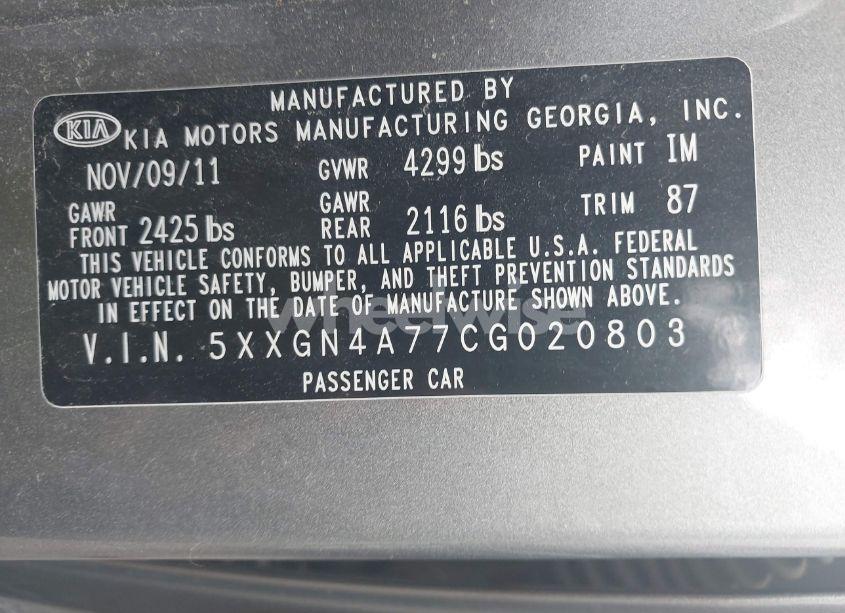 MANUFACTURED BY
KIA KIA MOTORS MANUFACTURING GEORGIA, INC.
NOV/09/11 GVWR 4299 lbs PAINT IM
GAWR FRONT 2425 lbs GAWR REAR 2116 lbs TRIM 87
THIS VEHICLE CONFORMS TO ALL APPLICABLE U.S.A. FEDERAL
MOTOR VEHICLE SAFETY, BUMPER, AND THEFT PREVENTION STANDARDS
IN EFFECT ON THE DATE OF MANUFACTURE SHOWN ABOVE.
wheelwise
V.I.N. 5XXGN4A77CG020803
PASSENGER CAR